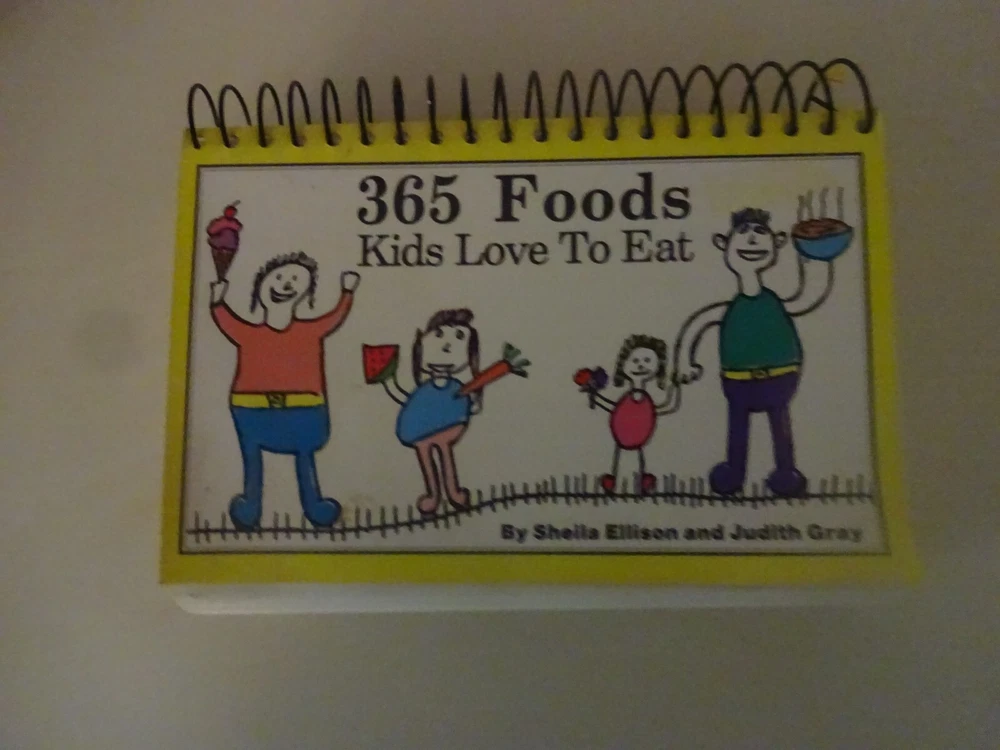 365 Foods
Kids Love To Eat
By Sheila Ellison and Judith Gray